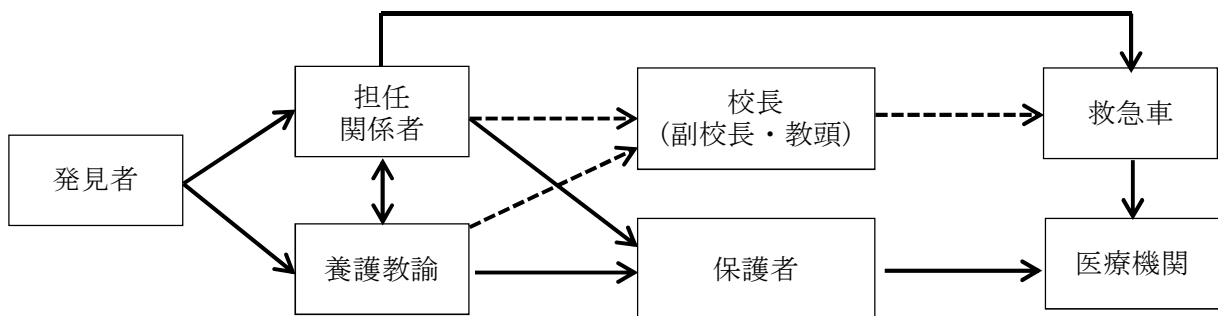 発見者
担任
関係者
養護教諭
校長
(副校長・教頭)
保護者
救急車
医療機関